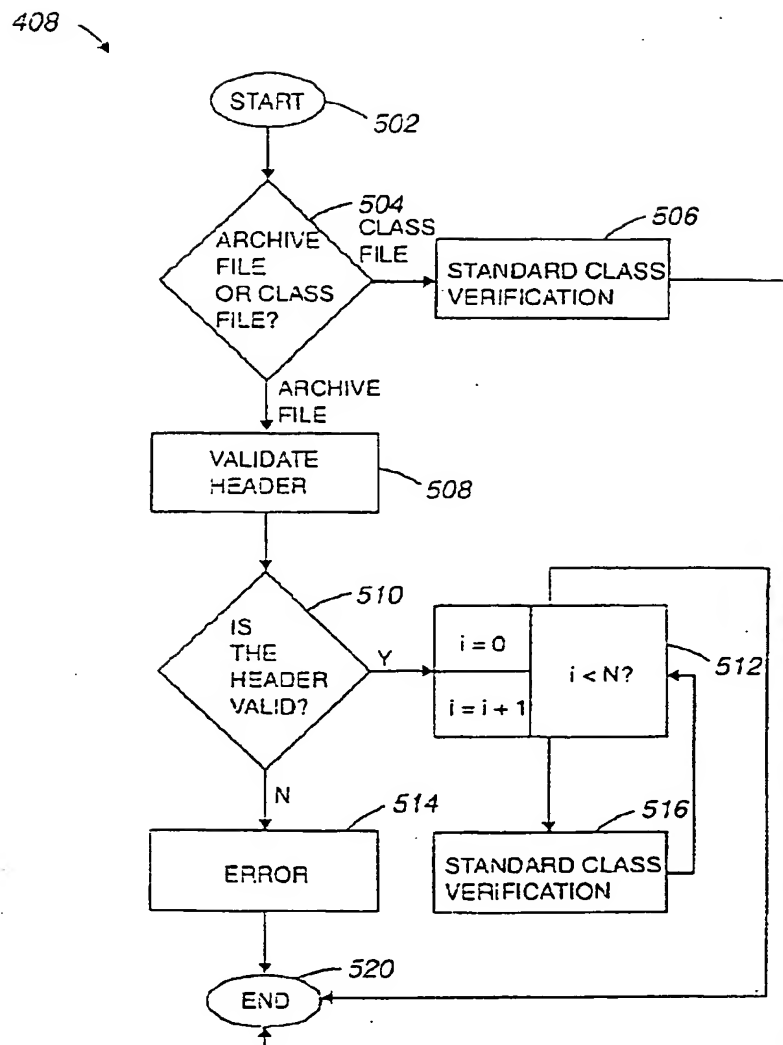 408
START
502
504
ARCHIVE
FILE
OR CLASS
FILE?
CLASS
FILE
506
STANDARD CLASS
VERIFICATION
ARCHIVE
FILE
VALIDATE
HEADER
508
510
IS
THE
HEADER
VALID?
Y
i = 0
i = i + 1
i < N?
512
N
514
ERROR
516
STANDARD CLASS
VERIFICATION
520
END